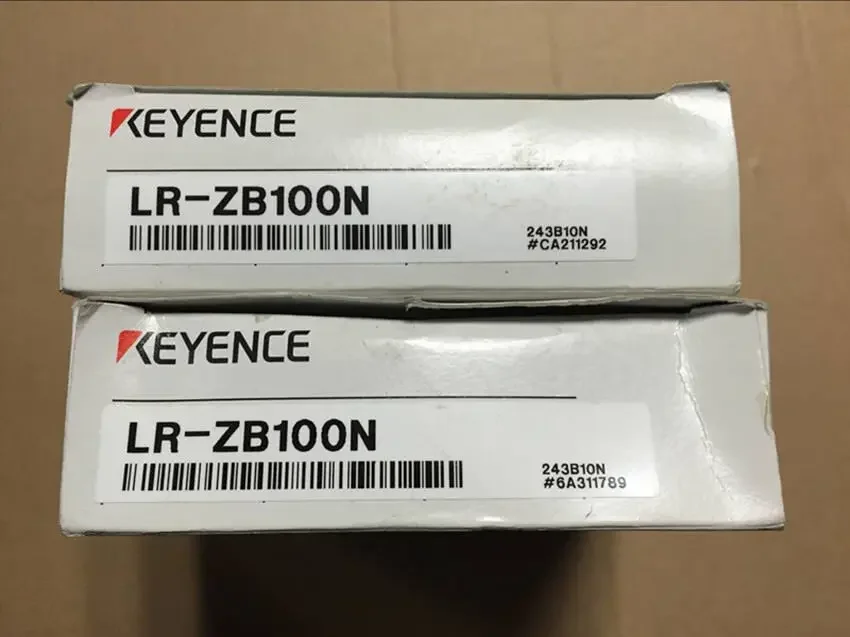 KEYENCE
LR-ZB100N
243B10N
#CA211292
KEYENCE
LR-ZB100N
243B10N
#6A311789